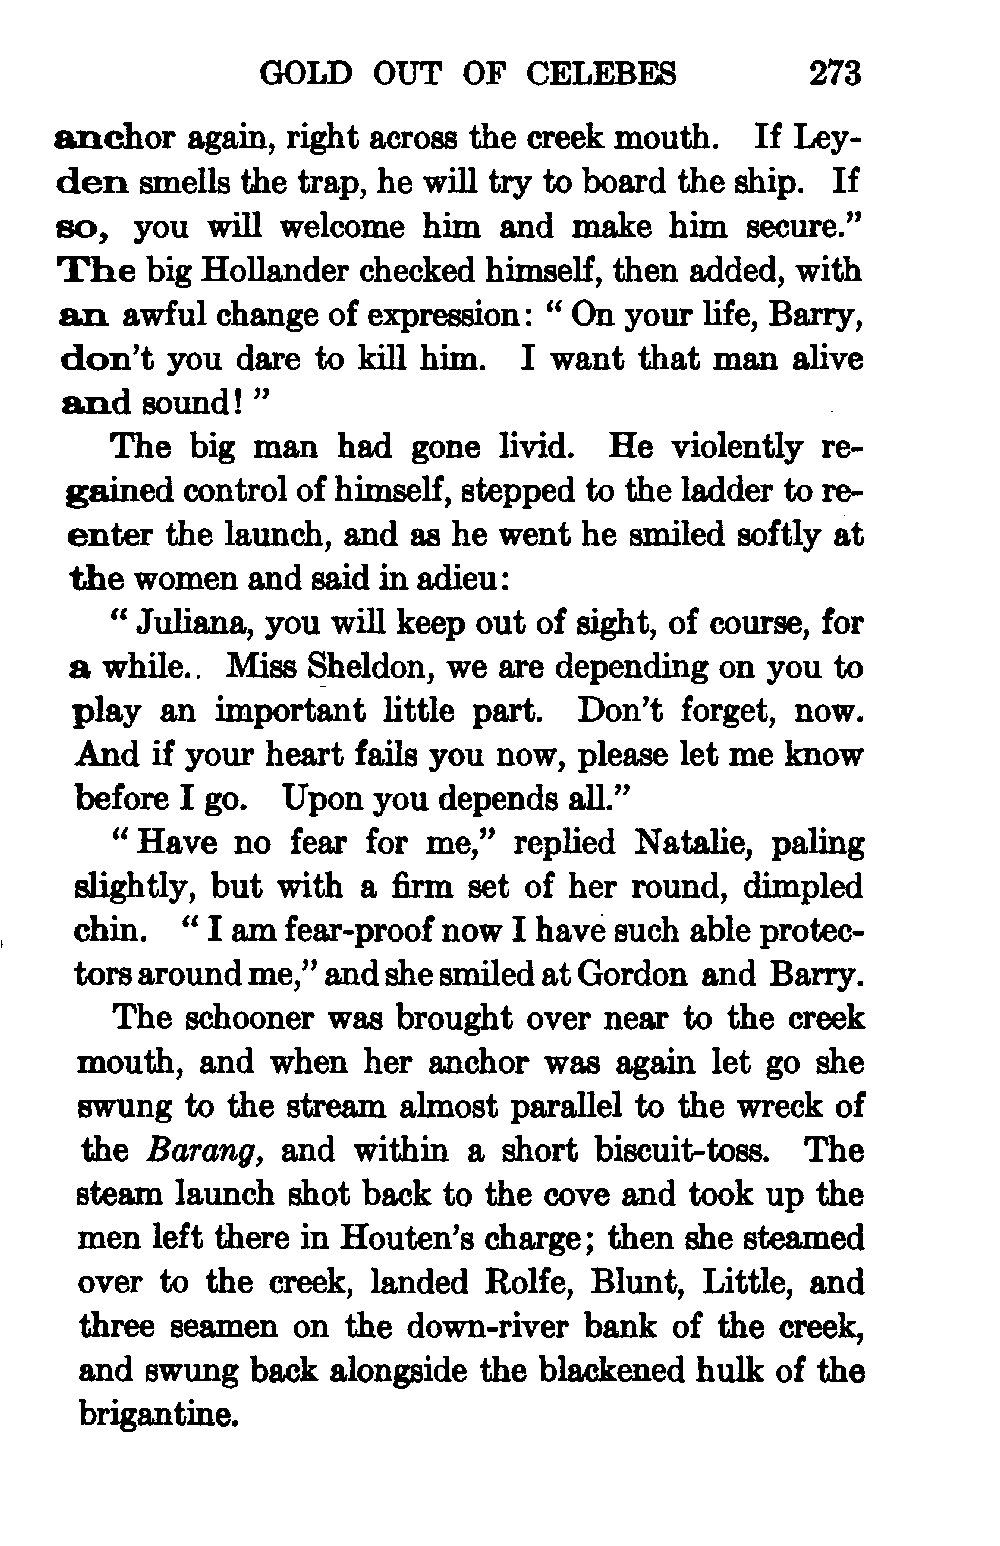 GOLD OUT OF CELEBES 273
anchor again, right across the creek mouth. If Ley-
den smells the trap, he will try to board the ship. If
so, you will welcome him and make him secure.”
The big Hollander checked himself, then added, with
an awful change of expression: “ On your life, Barry,
don’t you dare to kill him. I want that man alive
and sound! ”
The big man had gone livid. He violently re-
gained control of himself, stepped to the ladder to re-
enter the launch, and as he went he smiled softly at
the women and said in adieu:
“ Juliana, you will keep out of sight, of course, for
a while.. Miss Sheldon, we are depending on you to
play an important little part. Don’t forget, now.
And if your heart fails you now, please let me know
before I go. Upon you depends all.”
“ Have no fear for me,” replied Natalie, paling
slightly, but with a firm set of her round, dimpled
chin. “ I am fear-proof now I have such able protec-
tors around me,” and she smiled at Gordon and Barry.
The schooner was brought over near to the creek
mouth, and when her anchor was again let go she
swung to the stream almost parallel to the wreck of
the Barang, and within a short biscuit-toss. The
steam launch shot back to the cove and took up the
men left there in Houten’s charge; then she steamed
over to the creek, landed Rolfe, Blunt, Little, and
three seamen on the down-river bank of the creek,
and swung back alongside the blackened hulk of the
brigantine.